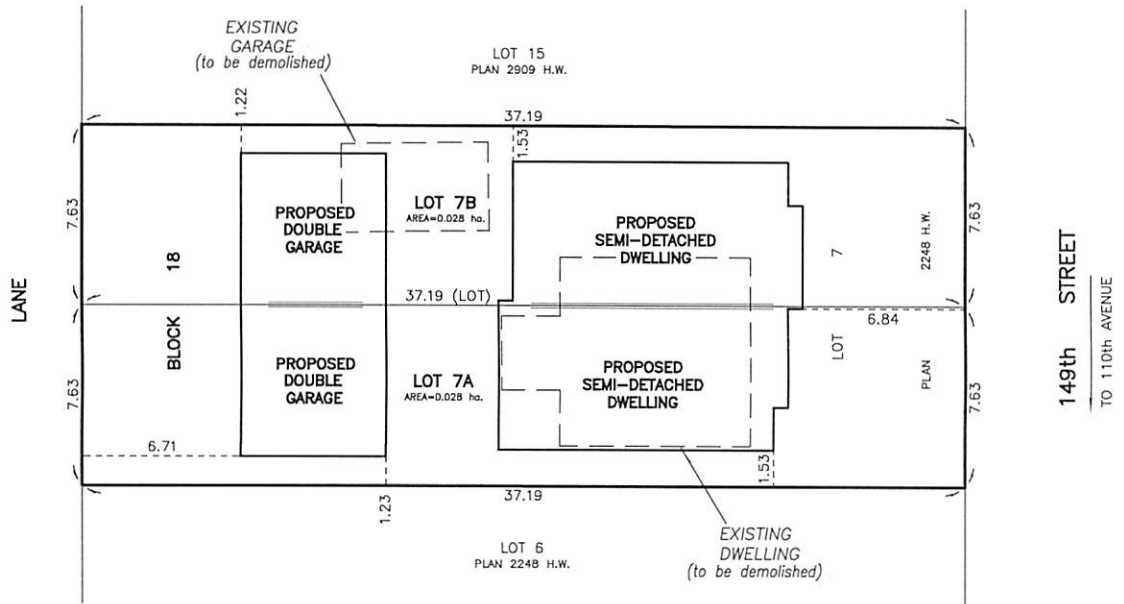 EXISTING
GARAGE
(to be demolished)
LOT 15
PLAN 2909 H.W.
1.22
37.19
1.53
7.63
7.63
LOT 7B
AREA=0.028 ha.
PROPOSED
DOUBLE
GARAGE
PROPOSED
SEMI-DETACHED
DWELLING
18
7
2248 H.W.
LANE
37.19 (LOT)
6.84
149th STREET
TO 110th AVENUE
BLOCK
LOT
PLAN
PROPOSED
DOUBLE
GARAGE
LOT 7A
AREA=0.028 ha.
PROPOSED
SEMI-DETACHED
DWELLING
7.63
7.63
6.71
1.53
1.23
37.19
LOT 6
PLAN 2248 H.W.
EXISTING
DWELLING
(to be demolished)